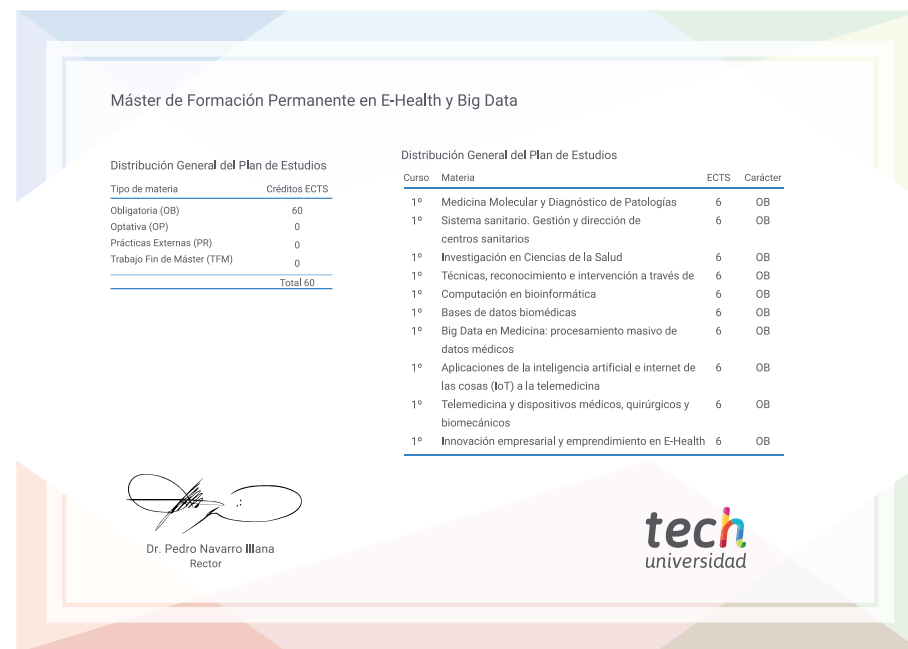 Máster de Formación Permanente en E-Health y Big Data
Distribución General del Plan de Estudios
Tipo de materia Créditos ECTS
Obligatoria (OB) 60
Optativa (OP) 0
Prácticas Externas (PR) 0
Trabajo Fin de Máster (TFM) 0
Total 60
Distribución General del Plan de Estudios
Curso Materia ECTS Carácter
1º Medicina Molecular y Diagnóstico de Patologías 6 OB
1º Sistema sanitario. Gestión y dirección de 6 OB
centros sanitarios
1º Investigación en Ciencias de la Salud 6 OB
1º Técnicas, reconocimiento e intervención a través de 6 OB
1º Computación en bioinformática 6 OB
1º Bases de datos biomédicas 6 OB
1º Big Data en Medicina: procesamiento masivo de 6 OB
datos médicos
1º Aplicaciones de la inteligencia artificial e internet de 6 OB
las cosas (IoT) a la telemedicina
1º Telemedicina y dispositivos médicos, quirúrgicos y 6 OB
biomecánicos
1º Innovación empresarial y emprendimiento en E-Health 6 OB
Dr. Pedro Navarro Illana
Rector
tech
universidad